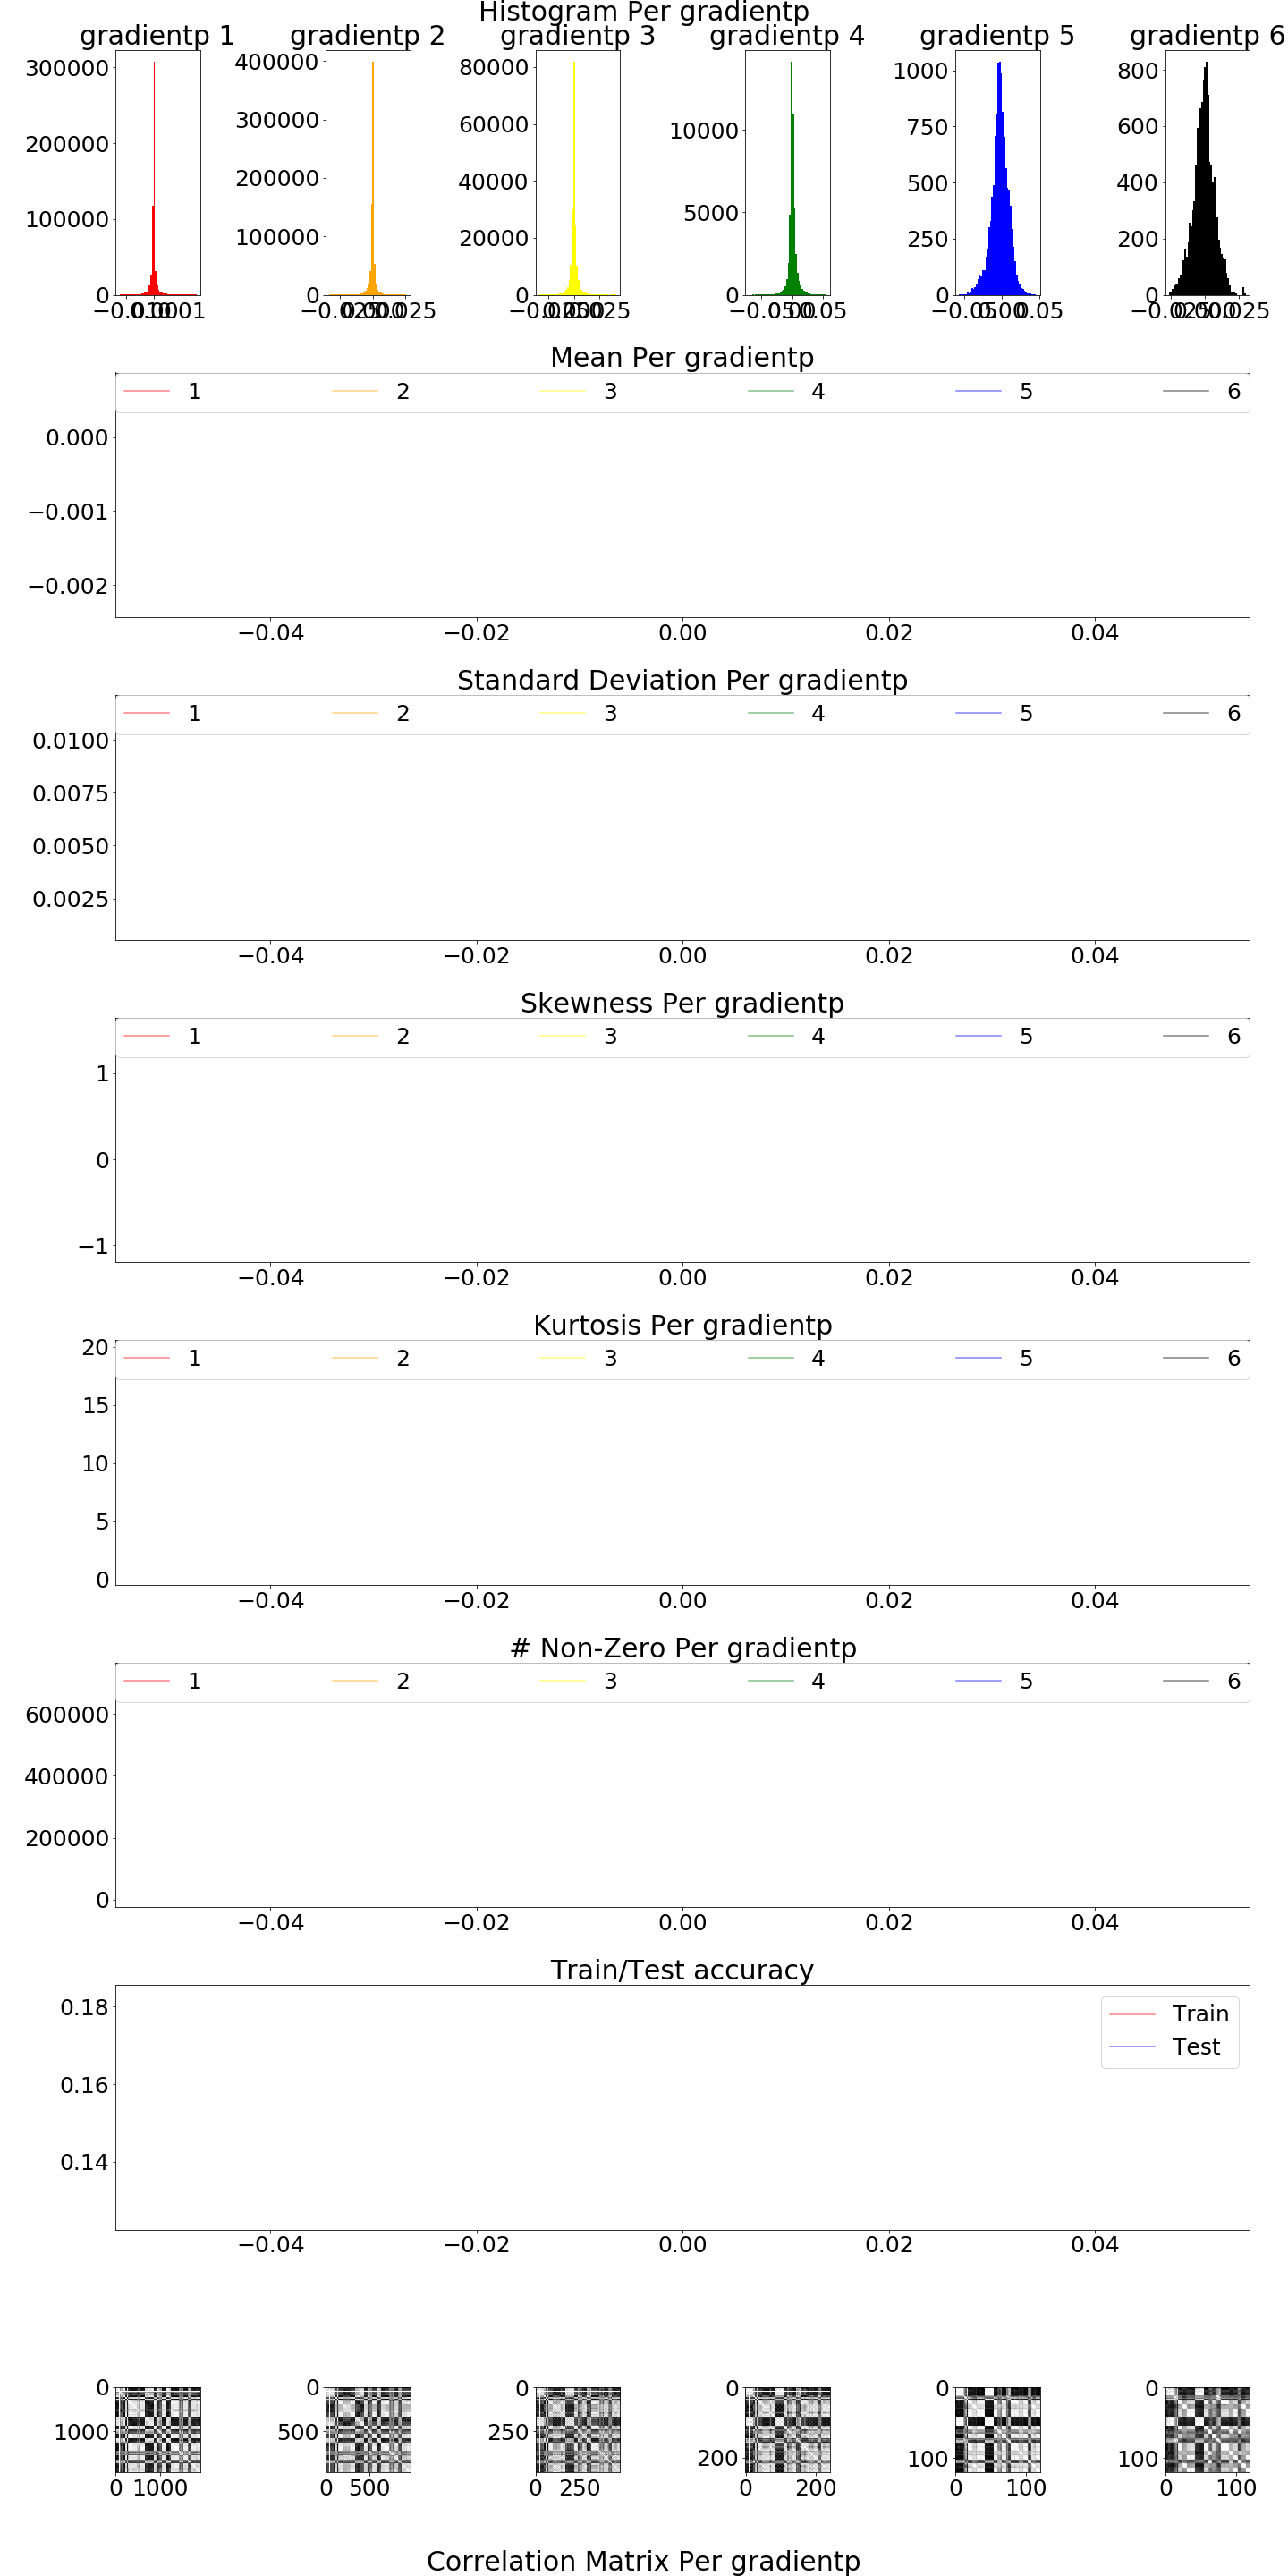 Histogram Per gradientp
gradientp 1 gradientp 2 gradientp 3 gradientp 4 gradientp 5 gradientp 6
300000 200000 100000 0
400000 300000 200000 100000 0
80000 60000 40000 20000 0
10000 5000 0
1000 750 500 250 0
800 600 400 200 0
−0.05 0.00 0.05
Mean Per gradientp
1 2 3 4 5 6
0.000
−0.001
−0.002
−0.04 −0.02 0.00 0.02 0.04
Standard Deviation Per gradientp
1 2 3 4 5 6
0.0100
0.0075
0.0050
0.0025
−0.04 −0.02 0.00 0.02 0.04
Skewness Per gradientp
1 2 3 4 5 6
1
0
−1
−0.04 −0.02 0.00 0.02 0.04
Kurtosis Per gradientp
1 2 3 4 5 6
20
15
10
5
0
−0.04 −0.02 0.00 0.02 0.04
# Non-Zero Per gradientp
1 2 3 4 5 6
600000
400000
200000
0
−0.04 −0.02 0.00 0.02 0.04
Train/Test accuracy
Train
Test
0.18
0.16
0.14
−0.04 −0.02 0.00 0.02 0.04
0 0 0 0 0 0
1000 500 250 200 100 100
0 1000 0 500 0 250 0 200 0 100 0 100
Correlation Matrix Per gradientp